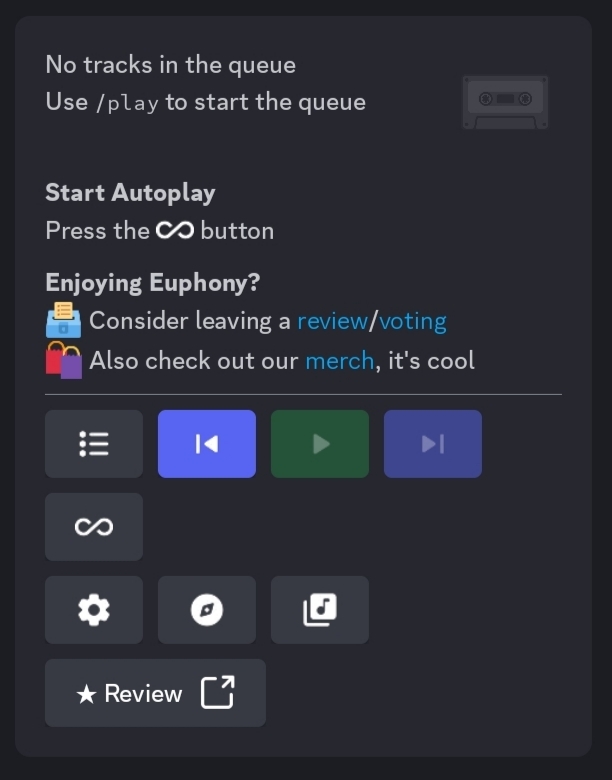 No tracks in the queue
Use /play to start the queue
Start Autoplay
Press the button
Enjoying Euphony?
Consider leaving a review/voting
Also check out our merch, it's cool
★ Review